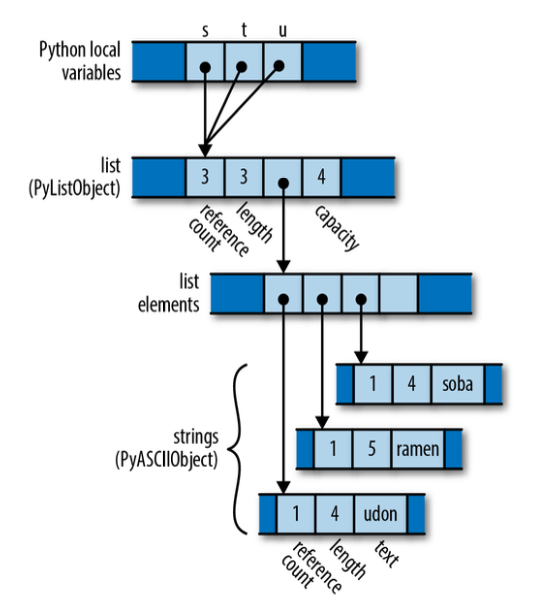 s t u
Python local
variables
list
(PyListObject)
3 3 4
reference
count
length
capacity
list
elements
1 4 soba
strings
(PyASCIIObject)
1 5 ramen
1 4 udon
reference
count
length
text